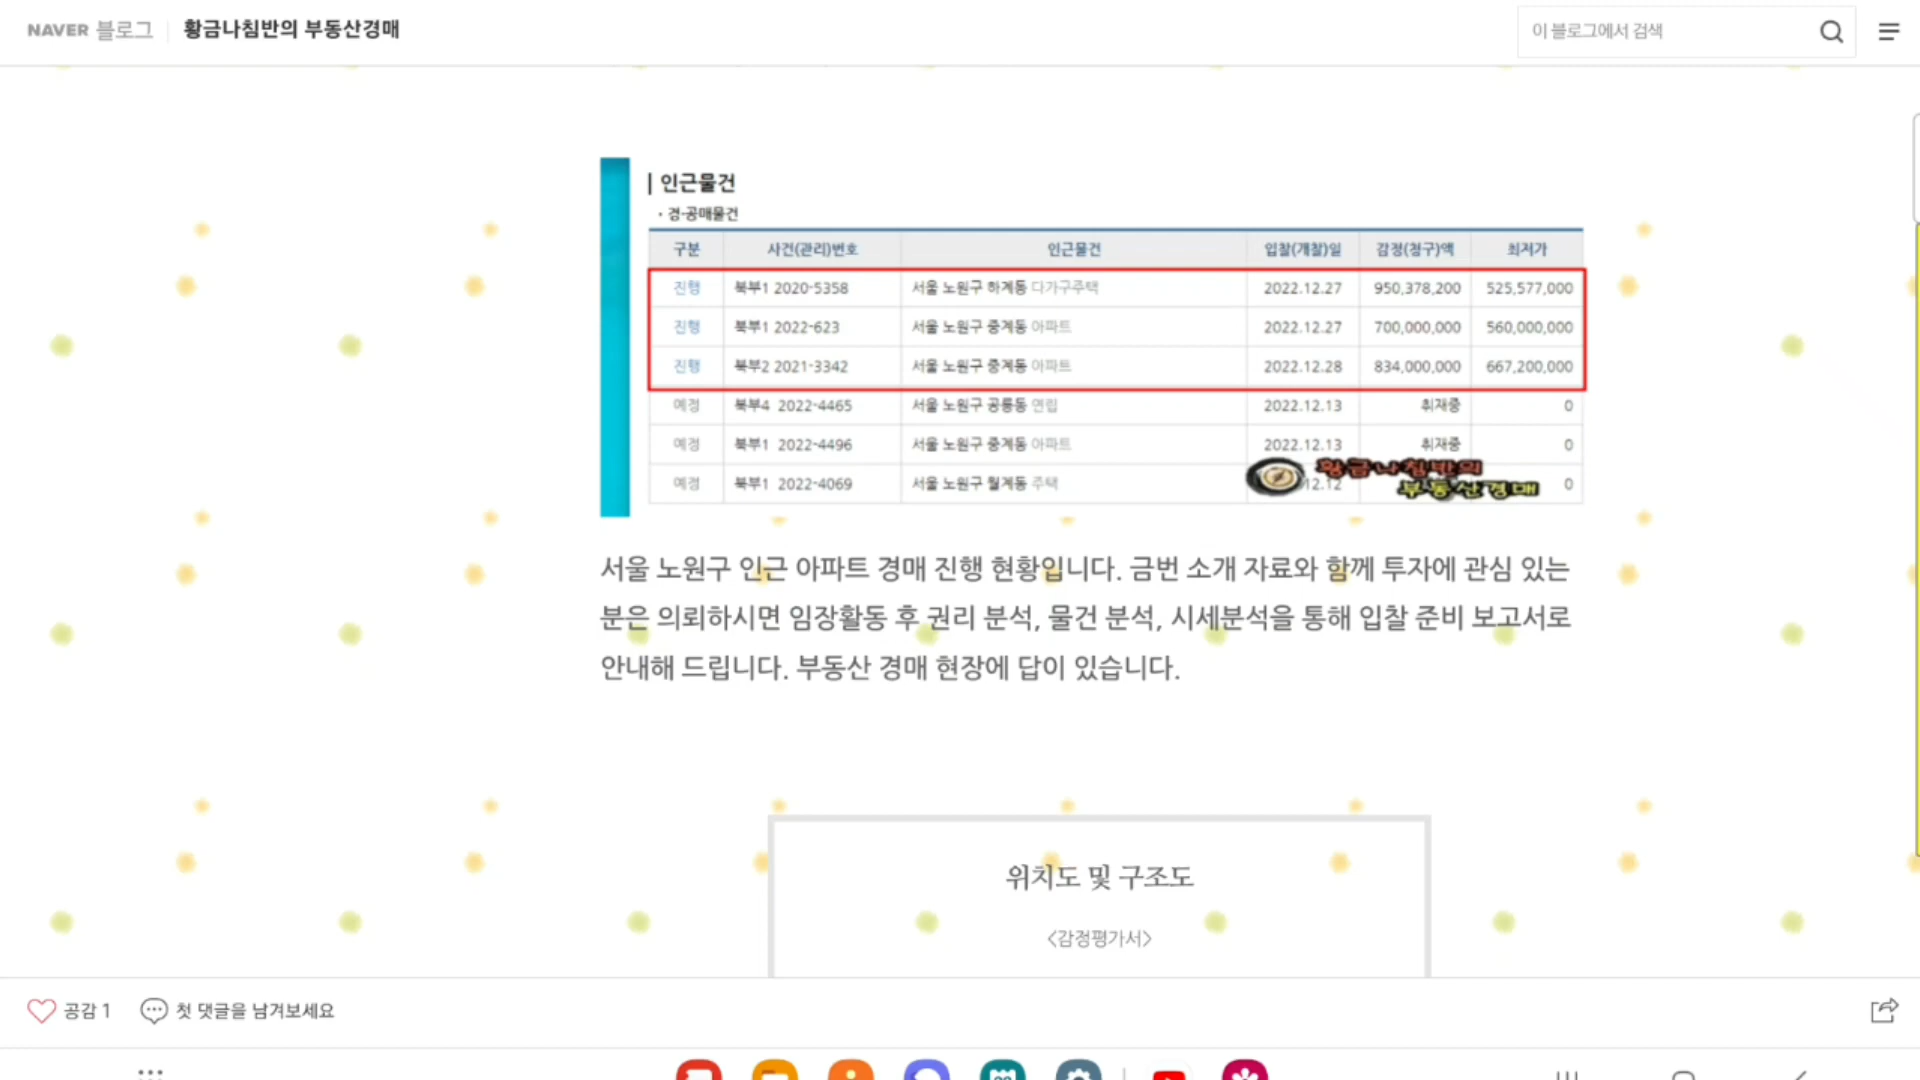 NAVER 블로그 황금나침반의 부동산경매
이 블로그에서 검색
인근물건
· 경·공매물건
구분 사건(관리)번호 인근물건 입찰(개찰)일 감정(청구)액 최저가
진행 북부1 2020-5358 서울 노원구 하계동 다가구주택 2022.12.27 950,378,200 525,577,000
진행 북부1 2022-623 서울 노원구 중계동 아파트 2022.12.27 700,000,000 560,000,000
진행 북부2 2021-3342 서울 노원구 중계동 아파트 2022.12.28 834,000,000 667,200,000
예정 북부4 2022-4465 서울 노원구 공릉동 연립 2022.12.13 취재중 0
예정 북부1 2022-4496 서울 노원구 중계동 아파트 2022.12.13 취재중 0
예정 북부1 2022-4069 서울 노원구 월계동 주택 12.12 0
황금나침반의
부동산경매
서울 노원구 인근 아파트 경매 진행 현황입니다. 금번 소개 자료와 함께 투자에 관심 있는
분은 의뢰하시면 임장활동 후 권리 분석, 물건 분석, 시세분석을 통해 입찰 준비 보고서로
안내해 드립니다. 부동산 경매 현장에 답이 있습니다.
위치도 및 구조도
<감정평가서>
공감 1 첫 댓글을 남겨보세요